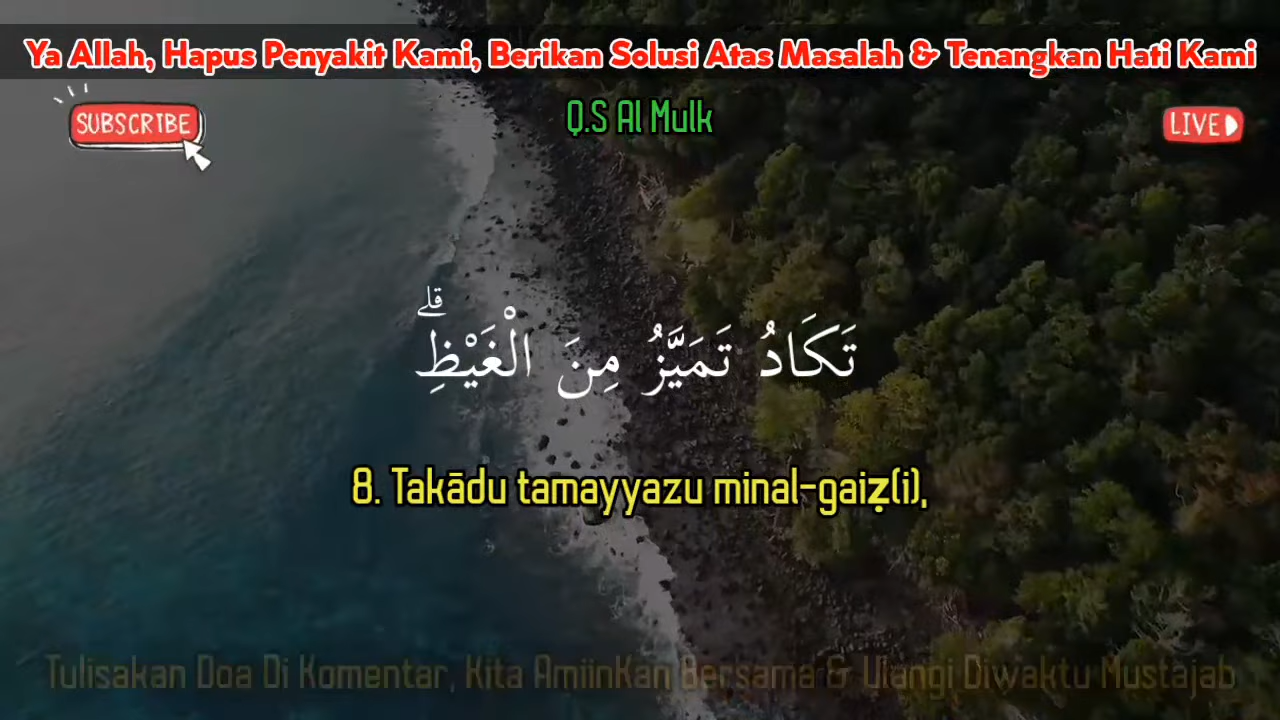 Ya Allah, Hapus Penyakit Kami, Berikan Solusi Atas Masalah & Tenangkan Hati Kami
SUBSCRIBE
Q.S Al Mulk
LIVE
تَكَادُ تَمَيَّزُ مِنَ الْغَيْظِۗ
8. Takādu tamayyazu minal-gaiẓ(i),
Tulisakan Doa Di Komentar, Kita AmiinKan Bersama & Ulangi Diwaktu Mustajab